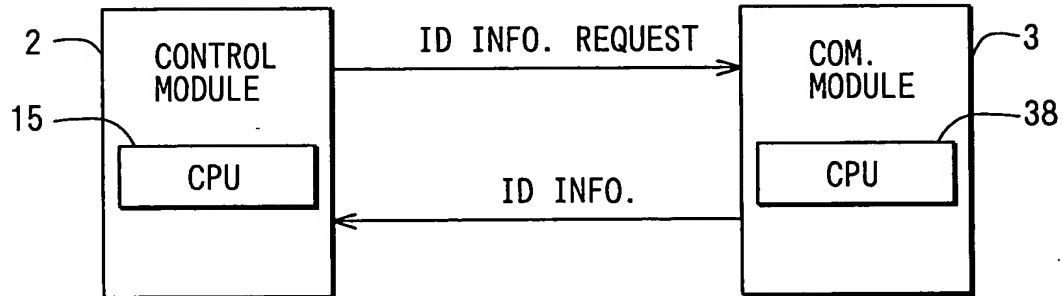 2
CONTROL
MODULE
15
CPU
ID INFO. REQUEST
ID INFO.
COM.
MODULE
3
38
CPU